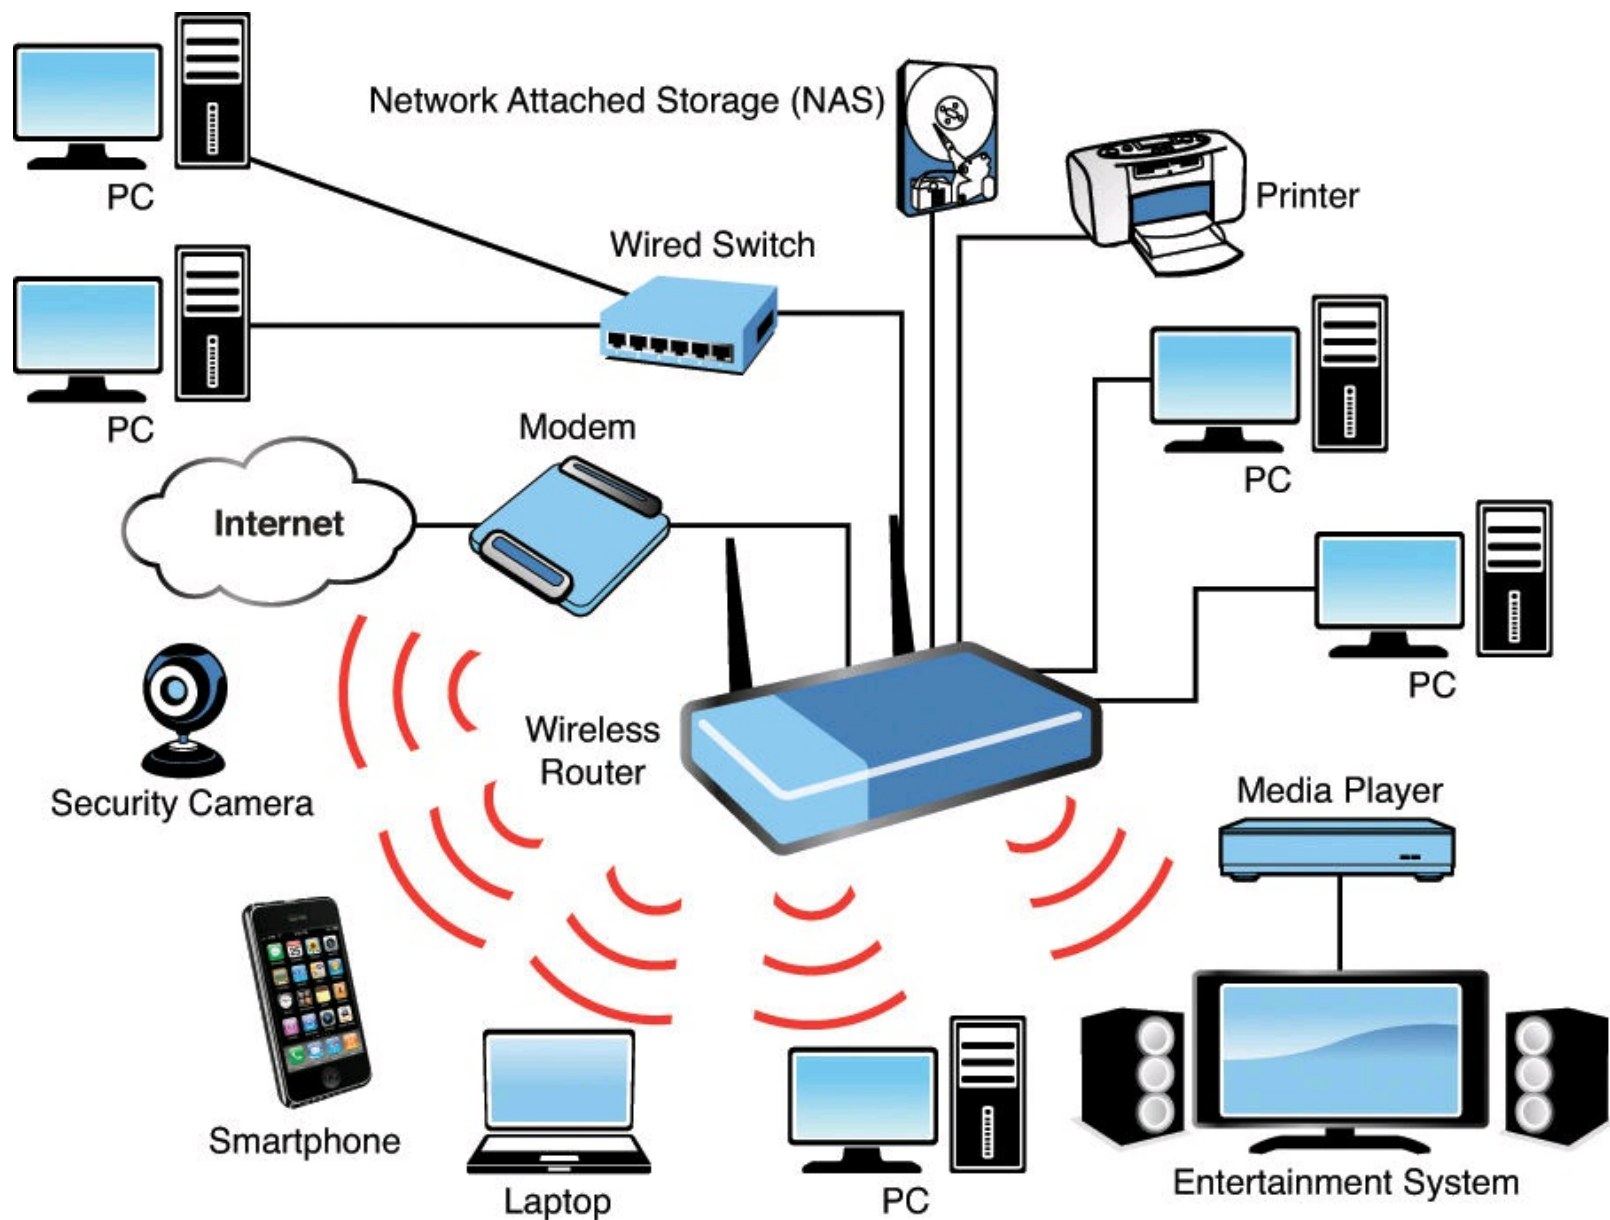 Network Attached Storage (NAS)
PC
Printer
Wired Switch
PC
Modem
PC
Internet
PC
Wireless
Router
Security Camera
Media Player
Smartphone
Laptop
PC
Entertainment System